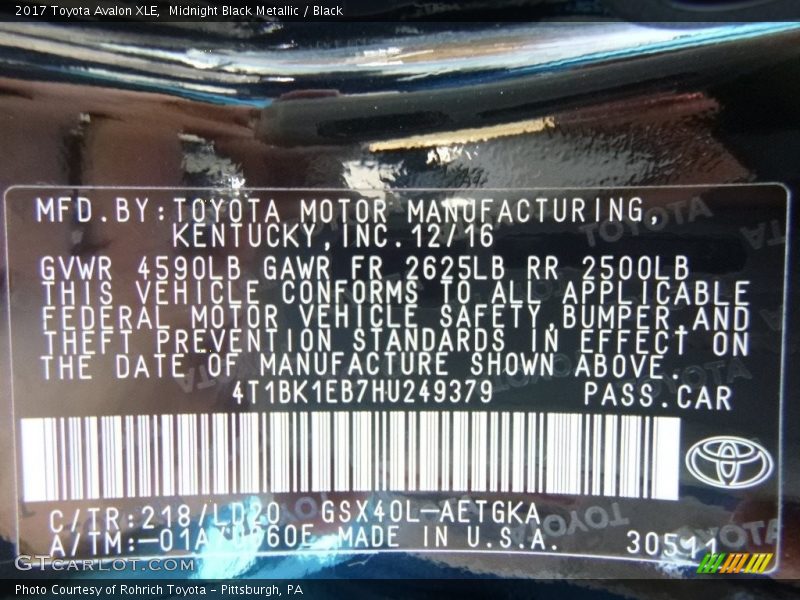 2017 Toyota Avalon XLE,  Midnight Black Metallic / Black
MFD.BY:TOYOTA MOTOR MANUFACTURING,
KENTUCKY,INC.12/16
GVWR 4590LB GAWR FR 2625LB RR 2500LB
THIS VEHICLE CONFORMS TO ALL APPLICABLE
FEDERAL MOTOR VEHICLE SAFETY,BUMPER,AND
THEFT PREVENTION STANDARDS IN EFFECT ON
THE DATE OF MANUFACTURE SHOWN ABOVE.
4T1BK1EB7HU249379 PASS.CAR
C/TR:218/LD20 GSX40L-AETGKA
A/TM:-01A/ MADE IN U.S.A. 30511
GTCARLOT.COM
Photo Courtesy of Rohrich Toyota - Pittsburgh, PA